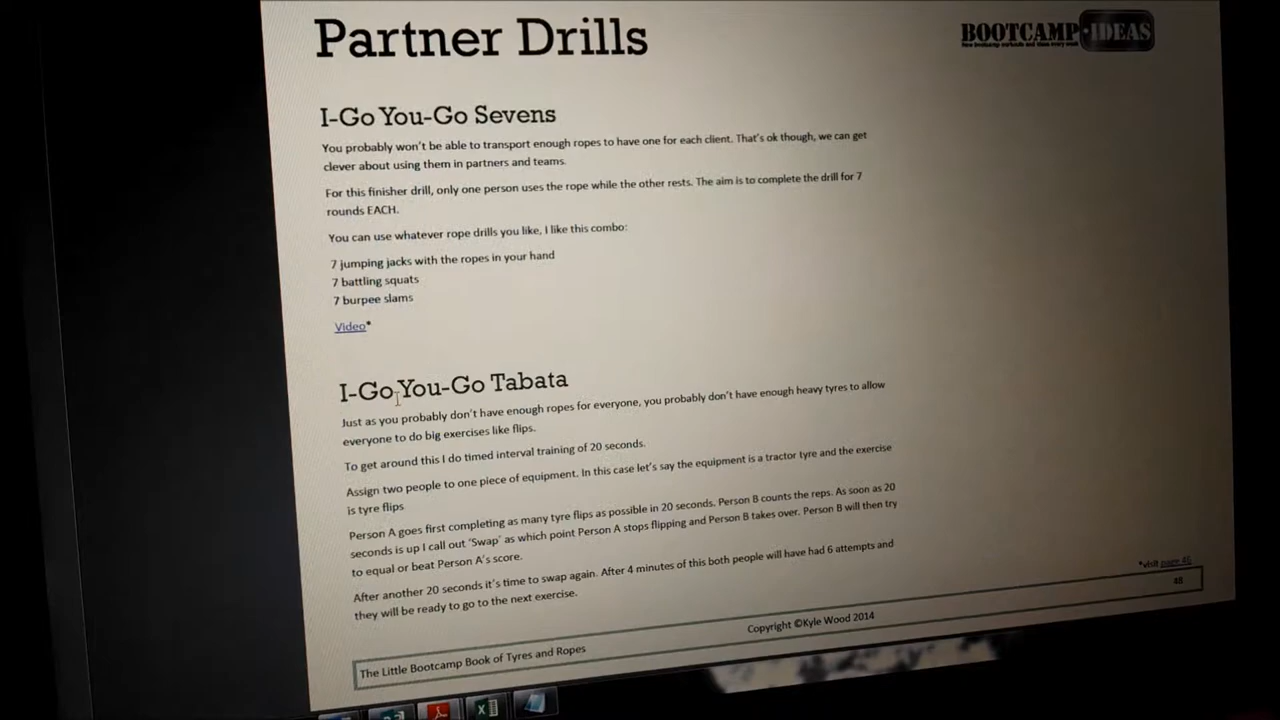 Partner Drills
BOOTCAMP IDEAS
I-Go You-Go Sevens
You probably won't be able to transport enough ropes to have one for each client. That's ok though, we can get
clever about using them in partners and teams.
For this finisher drill, only one person uses the rope while the other rests. The aim is to complete the drill for 7
rounds EACH.
You can use whatever rope drills you like, I like this combo:
7 jumping jacks with the ropes in your hand
7 battling squats
7 burpee slams
Video*
I-Go You-Go Tabata
Just as you probably don't have enough ropes for everyone, you probably don't have enough heavy tyres to allow
everyone to do big exercises like flips.
To get around this I do timed interval training of 20 seconds.
Assign two people to one piece of equipment. In this case let's say the equipment is a tractor tyre and the exercise
is tyre flips
Person A goes first completing as many tyre flips as possible in 20 seconds. Person B counts the reps. As soon as 20
seconds is up I call out 'Swap' as which point Person A stops flipping and Person B takes over. Person B will then try
to equal or beat Person A's score.
After another 20 seconds it's time to swap again. After 4 minutes of this both people will have had 6 attempts and
they will be ready to go to the next exercise.
*visit page 46
48
Copyright ©Kyle Wood 2014
The Little Bootcamp Book of Tyres and Ropes